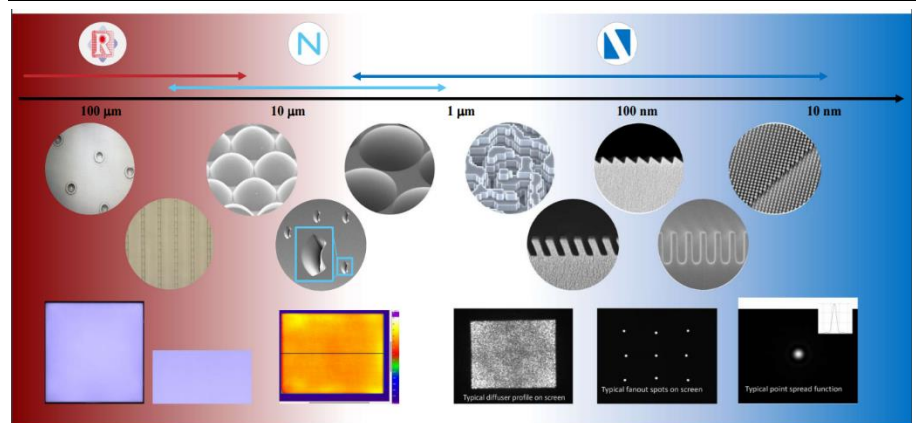 R
N
N
100 µm
10 µm
1 µm
100 nm
10 nm
Typical diffuser profile on screen
Typical fanout spots on screen
Typical point spread function